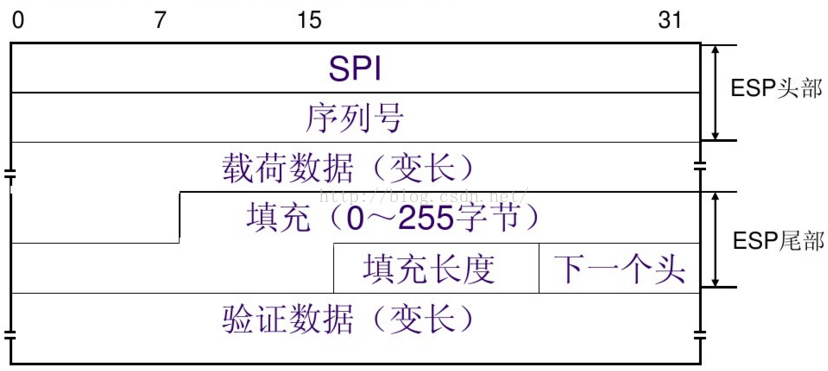 0 7 15 31
SPI
ESP头部
序列号
载荷数据（变长）
http://blog.csdn.net/
填充（0～255字节）
ESP尾部
填充长度 下一个头
验证数据（变长）